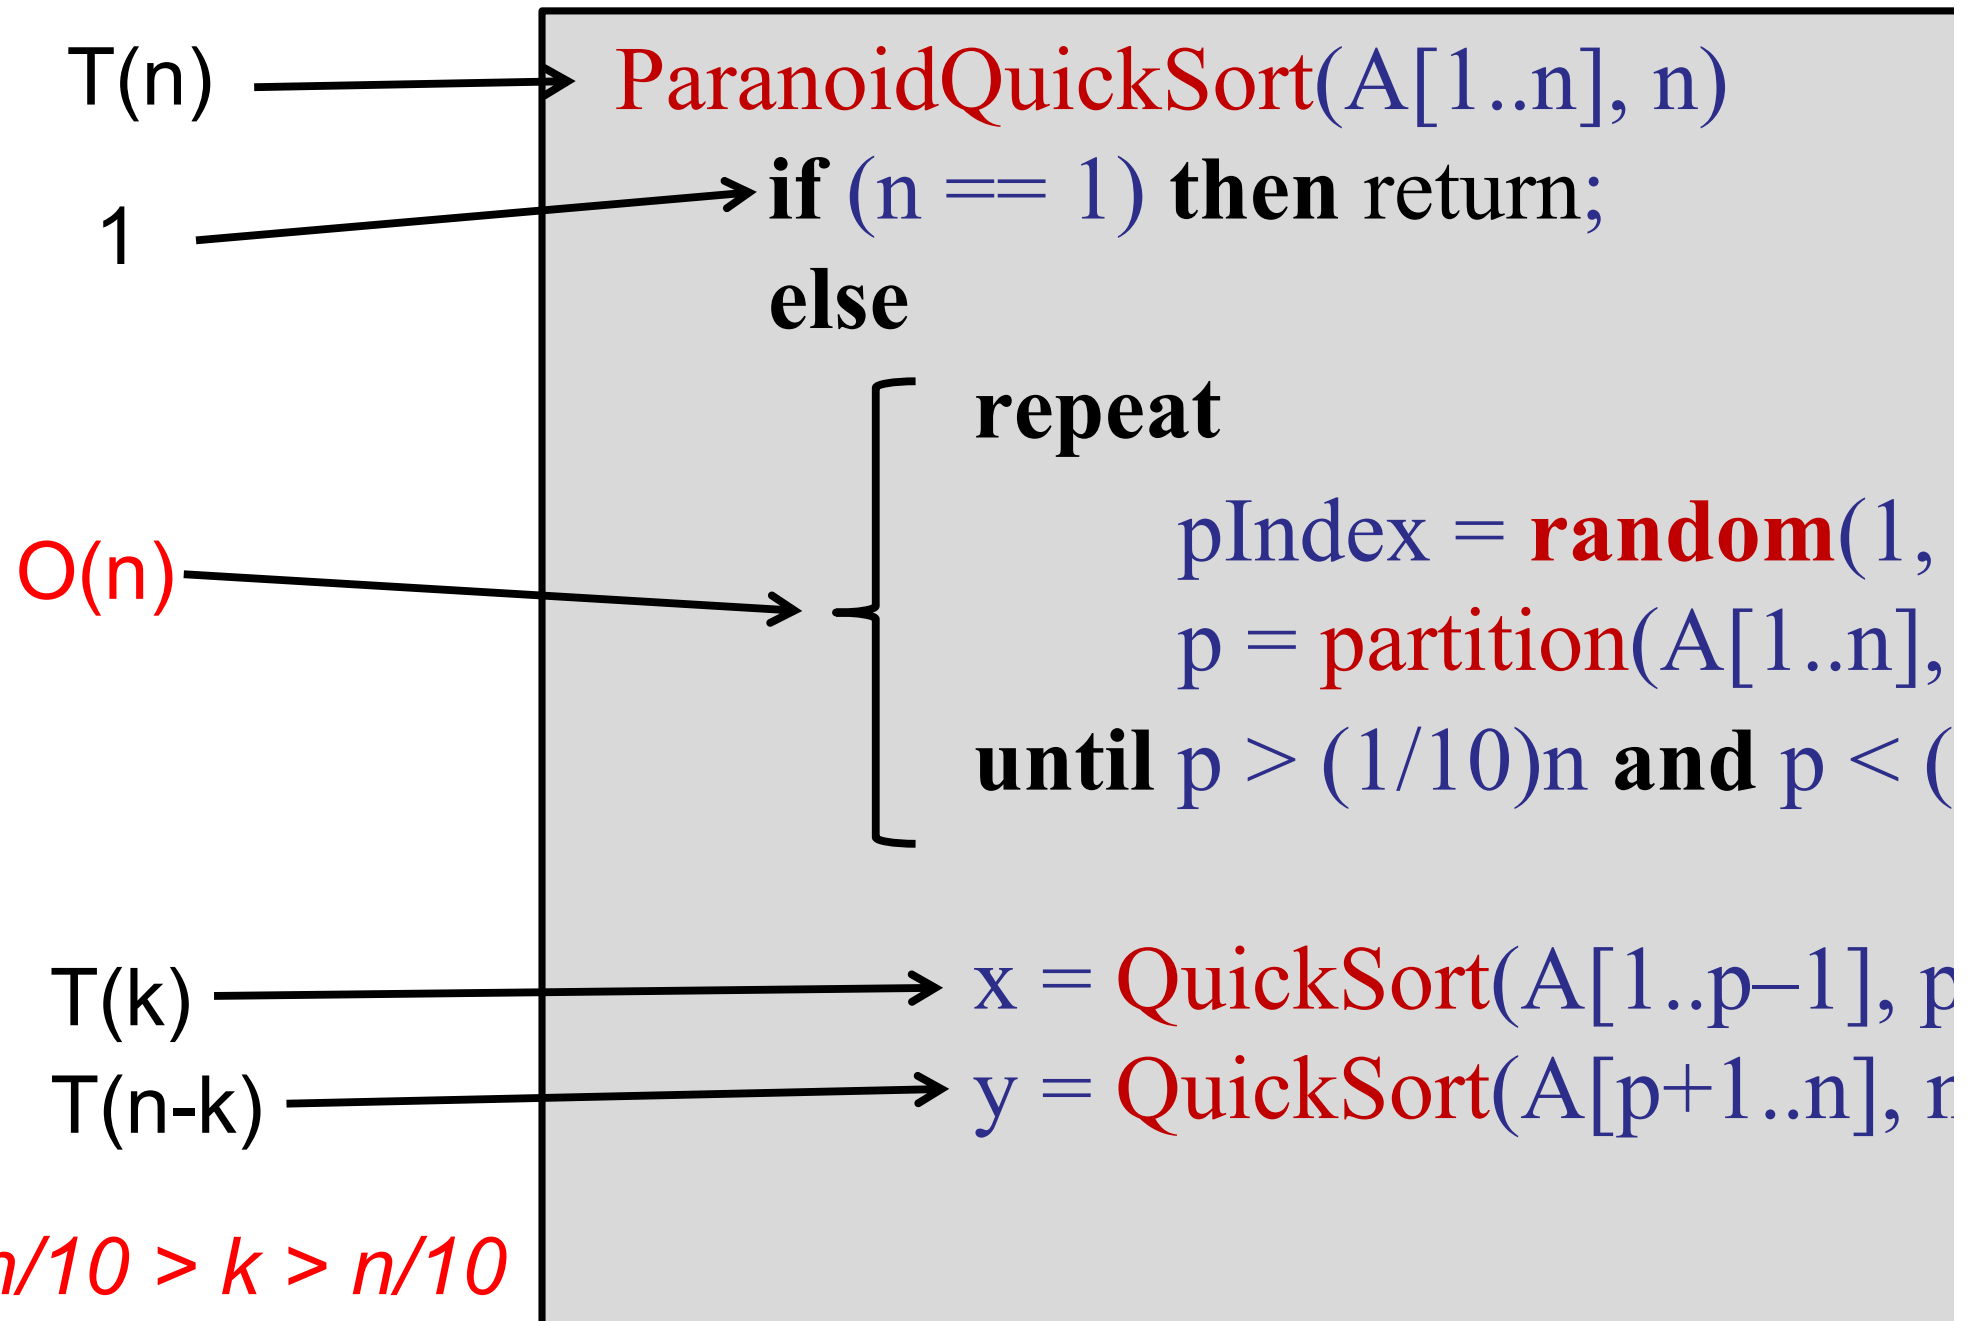 T(n)
ParanoidQuickSort(A[1..n], n)
1
if (n == 1) then return;
else
repeat
pIndex = random(1,
O(n)
p = partition(A[1..n],
until p > (1/10)n and p < (
T(k)
x = QuickSort(A[1..p–1], p
T(n-k)
y = QuickSort(A[p+1..n], n
n/10 > k > n/10